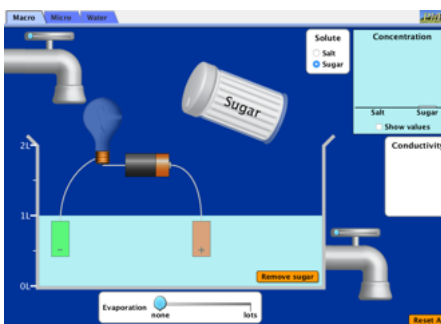 Macro
Micro
Water
Solute
Salt
Sugar
Concentration
Salt
Sugar
Show values
Sugar
Conductivity
2L
1L
0L
−
+
Remove sugar
Evaporation
none
lots
Reset A